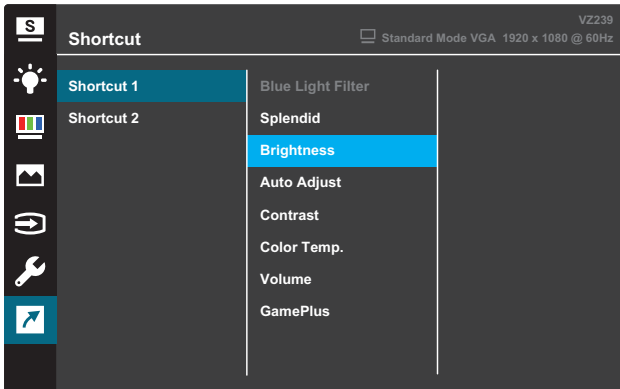 S
VZ239
Shortcut
Standard Mode VGA 1920 x 1080 @ 60Hz
Shortcut 1
Shortcut 2
Blue Light Filter
Splendid
Brightness
Auto Adjust
Contrast
Color Temp.
Volume
GamePlus